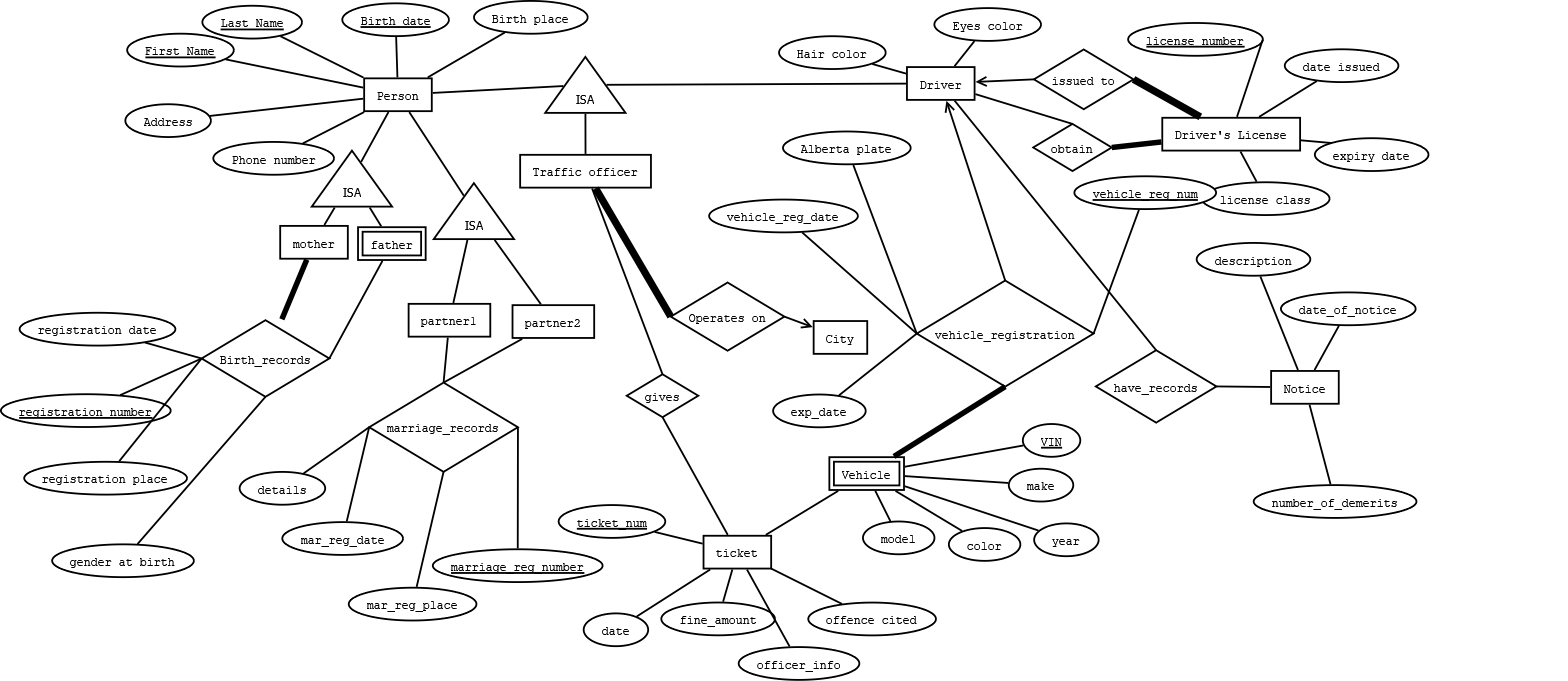 Last Name
Birth date
Birth place
First Name
Address
Phone number
Person
ISA
ISA
ISA
mother
father
partner1
partner2
Traffic officer
Hair color
Eyes color
Driver
issued to
obtain
license number
date issued
Driver's License
expiry date
license class
vehicle_reg_num
Alberta plate
vehicle_reg_date
description
date_of_notice
registration date
Birth_records
registration number
registration place
gender at birth
marriage_records
details
mar_reg_date
mar_reg_place
marriage_reg_number
Operates on
City
gives
vehicle_registration
exp_date
have_records
Notice
number_of_demerits
VIN
Vehicle
make
model
color
year
ticket_num
ticket
date
fine_amount
offence cited
officer_info